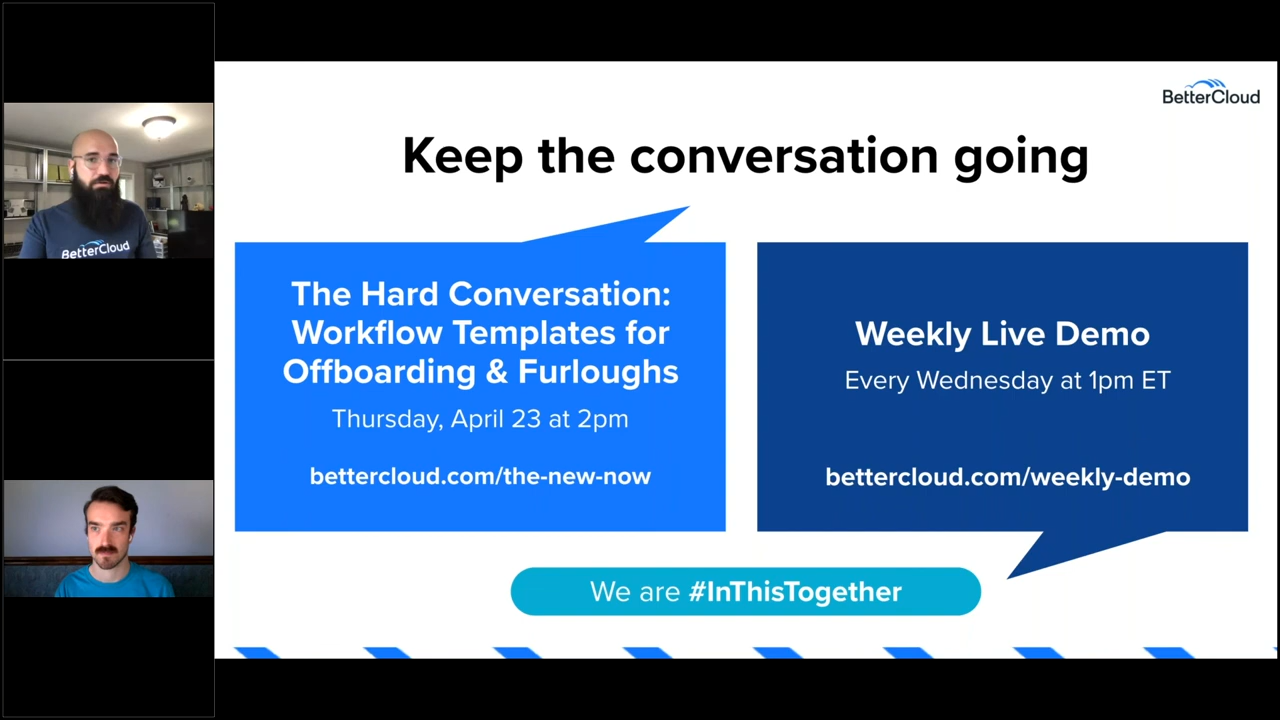 BetterCloud
Keep the conversation going
The Hard Conversation:
Workflow Templates for
Offboarding & Furloughs
Thursday, April 23 at 2pm
bettercloud.com/the-new-now
Weekly Live Demo
Every Wednesday at 1pm ET
bettercloud.com/weekly-demo
We are #InThisTogether
BetterCloud